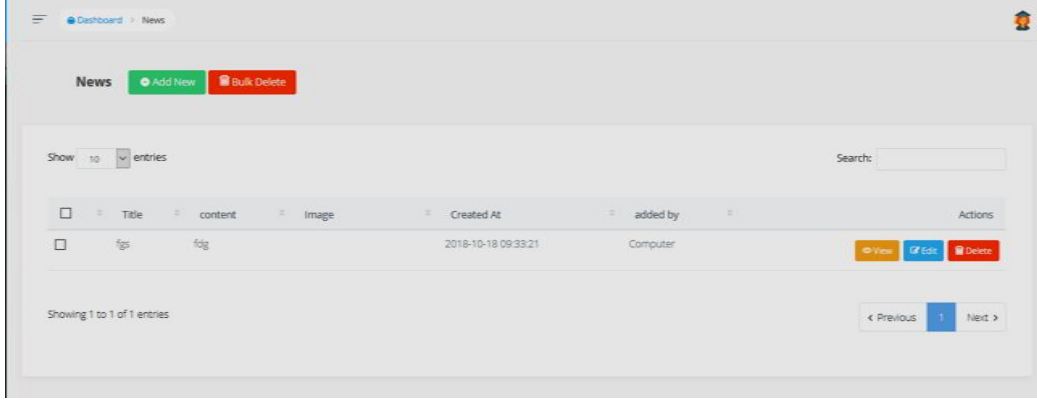 Dashboard > News
News Add New Bulk Delete
Show 10 entries Search:
Title content Image Created At added by Actions
fgs fdg 2018-10-18 09:33:21 Computer View Edit Delete
Showing 1 to 1 of 1 entries < Previous 1 Next >